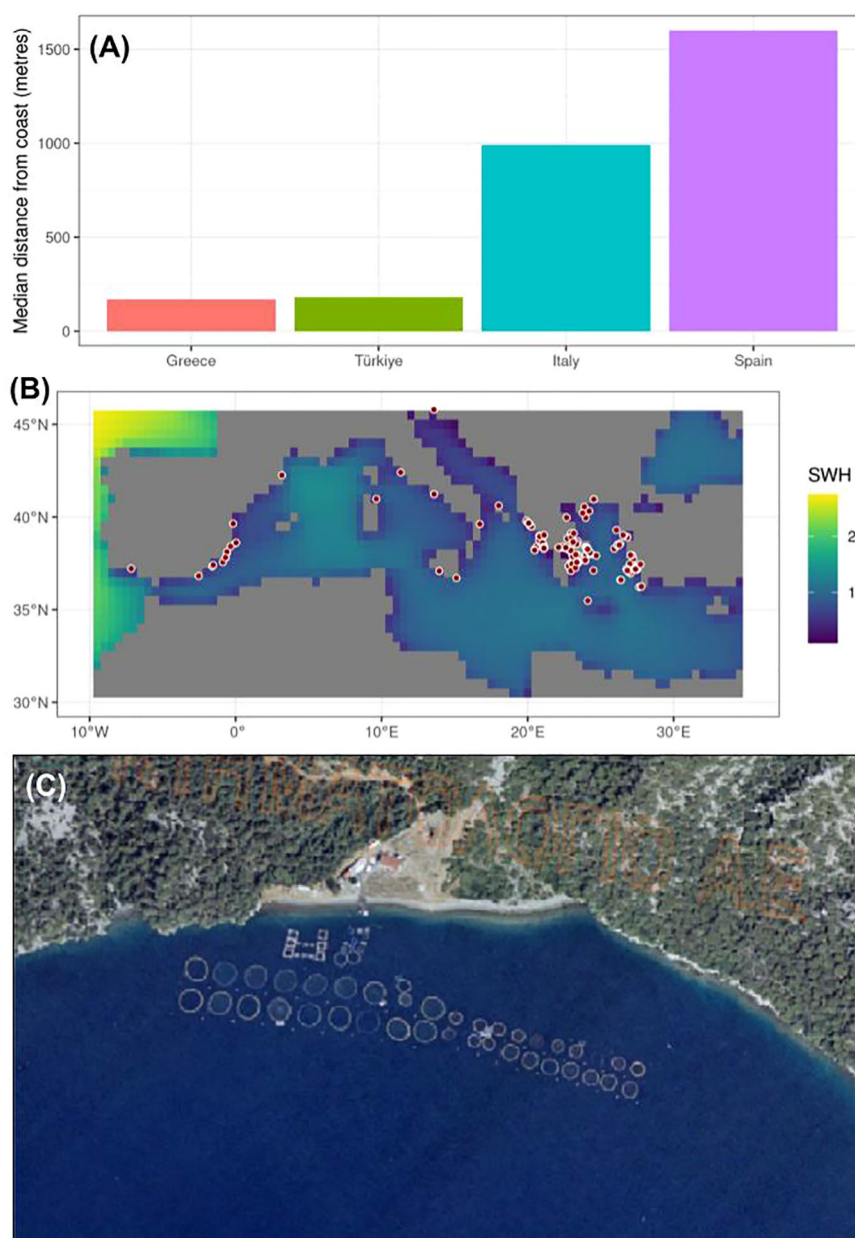 (A)
Median distance from coast (metres)
1500
1000
500
0
Greece Türkiye Italy Spain
(B)
45°N
40°N
35°N
30°N
10°W 0° 10°E 20°E 30°E
SWH
2
1
(C)